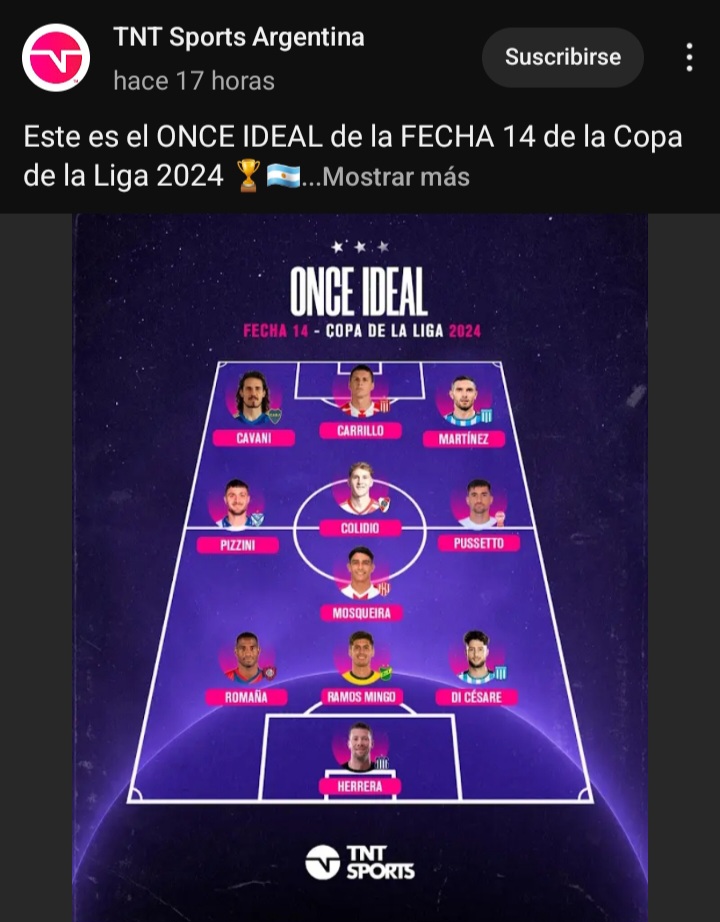 TNT Sports Argentina
hace 17 horas
Suscribirse
Este es el ONCE IDEAL de la FECHA 14 de la Copa
de la Liga 2024 🏆🇦🇷...Mostrar más
ONCE IDEAL
FECHA 14 - COPA DE LA LIGA 2024
CAVANI
CARRILLO
MARTÍNEZ
PIZZINI
COLIDIO
PUSSETTO
MOSQUEIRA
ROMAÑA
RAMOS MINGO
DI CÉSARE
HERRERA
TNT
SPORTS